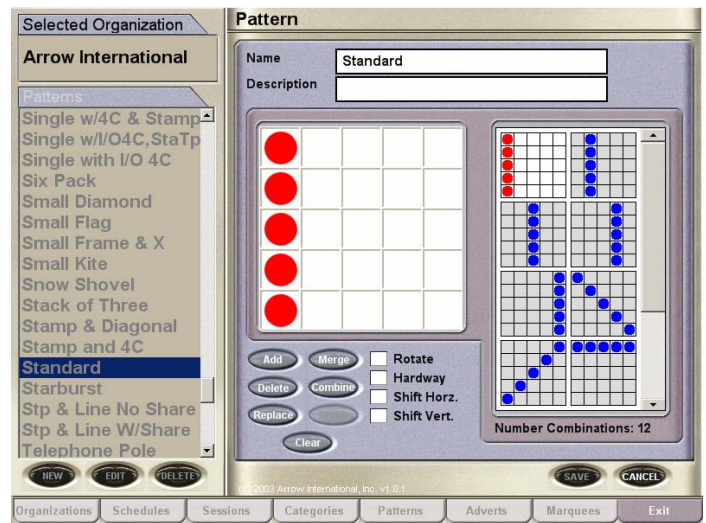 Selected Organization
Arrow International
Patterns
Single w/4C & Stamp
Single w/I/O4C,StaTp
Single with I/O 4C
Six Pack
Small Diamond
Small Flag
Small Frame & X
Small Kite
Snow Shovel
Stack of Three
Stamp & Diagonal
Stamp and 4C
Standard
Starburst
Stp & Line No Share
Stp & Line W/Share
Telephone Pole
NEW EDIT DELETE
Pattern
Name Standard
Description
Add Merge Rotate
Delete Combine Hardway
Shift Horz.
Replace Shift Vert.
Clear
Number Combinations: 12
2003 Arrow International, Inc. v1.0.1
SAVE CANCEL
Organizations Schedules Sessions Categories Patterns Adverts Marquees Exit